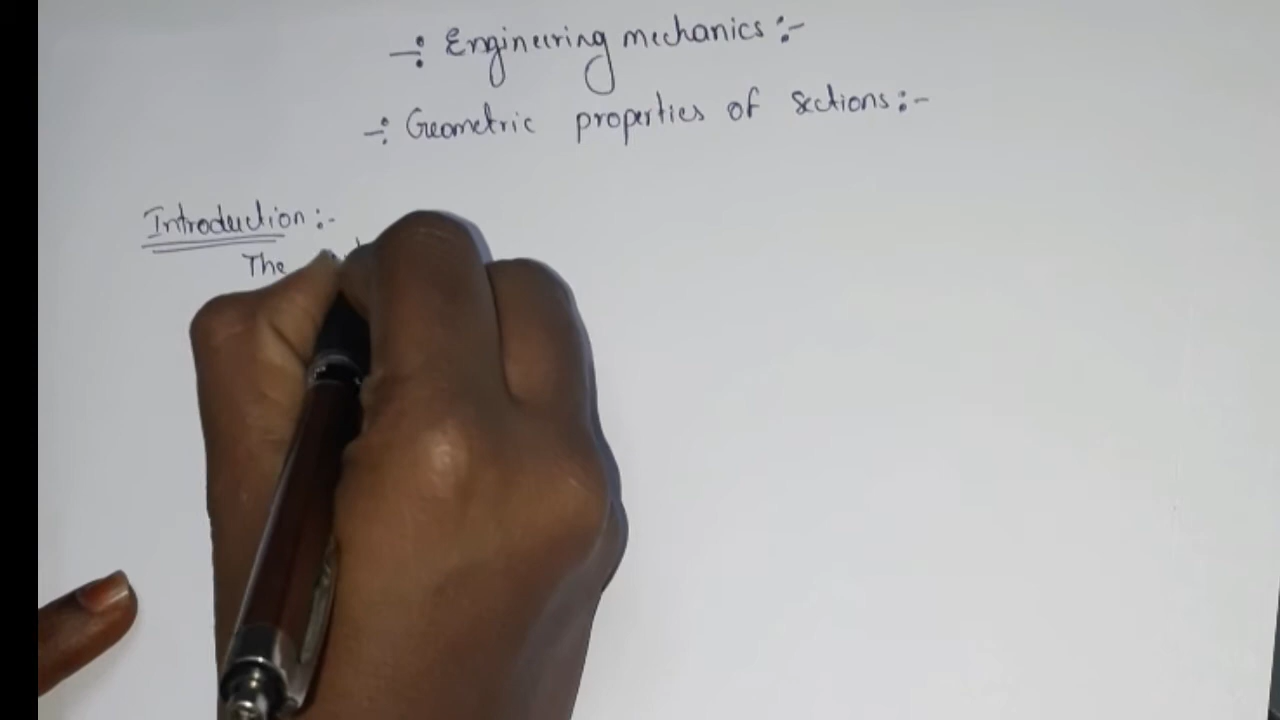 -: Engineering mechanics :-
-: Geometric properties of sections :-
Introduction :-
The